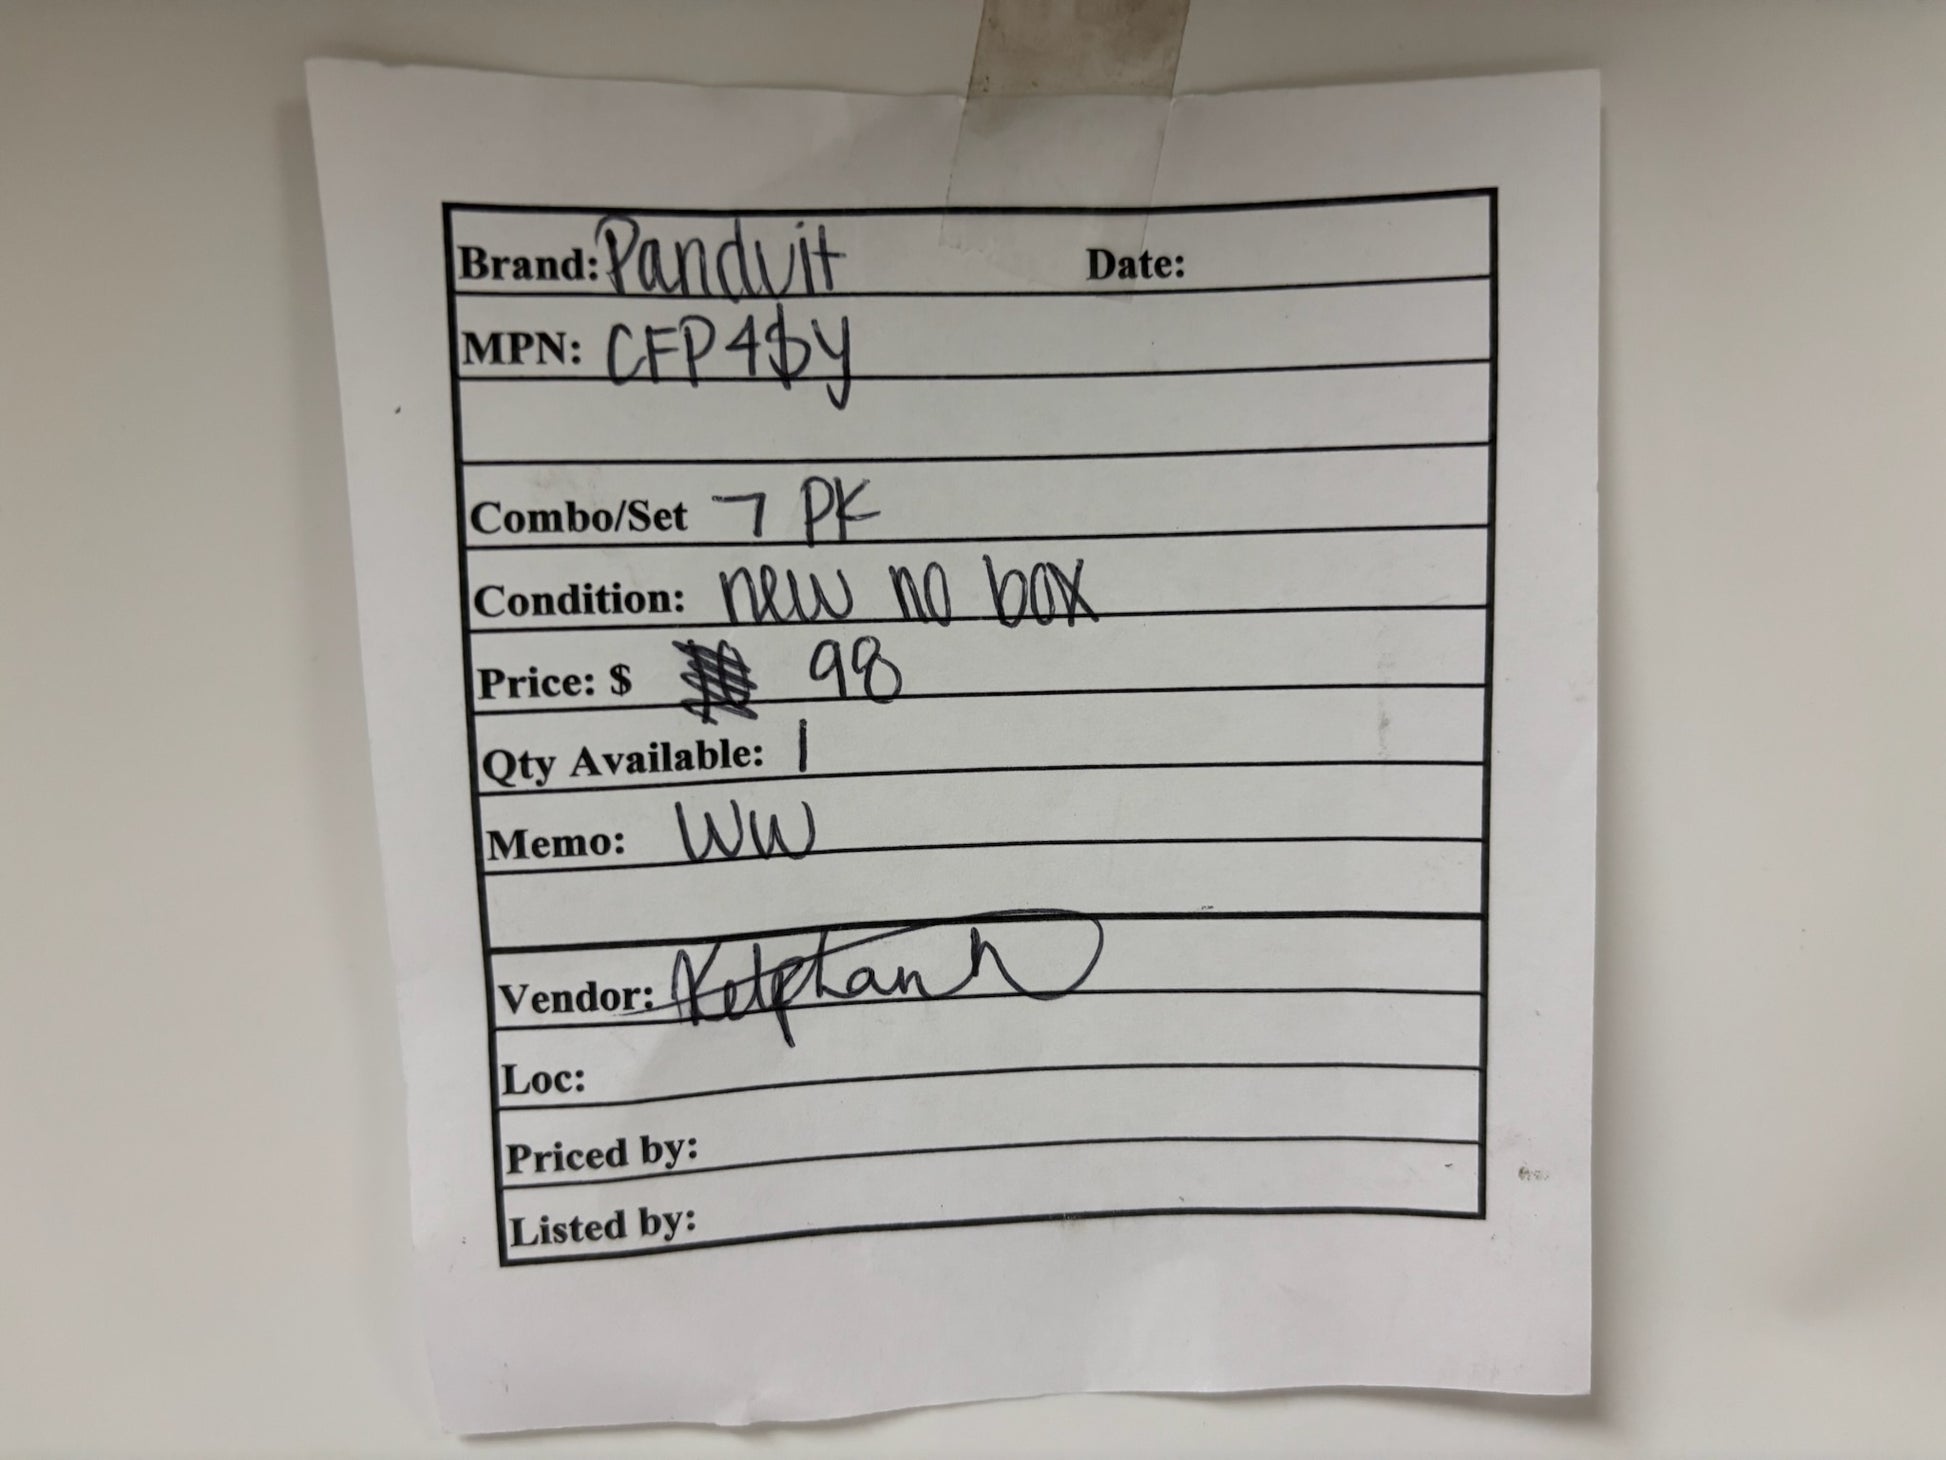 Brand: Panduit Date:
MPN: CFP4$y
Combo/Set 7 PK
Condition: new no box
Price: $ 98
Qty Available: 1
Memo: WW
Vendor:
Loc:
Priced by:
Listed by: